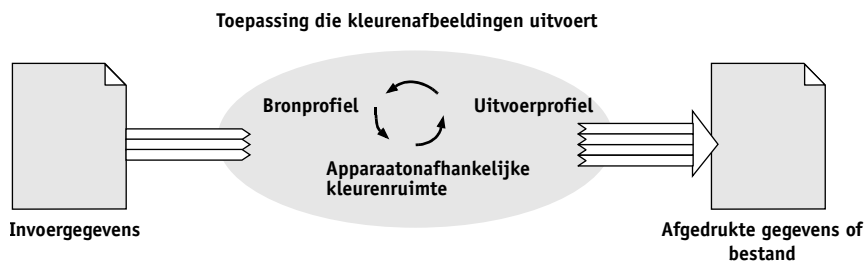 Toepassing die kleurenafbeeldingen uitvoert
Bronprofiel
Uitvoerprofiel
Apparaatonafhankelijke
kleurenruimte
Invoergegevens
Afgedrukte gegevens of
bestand